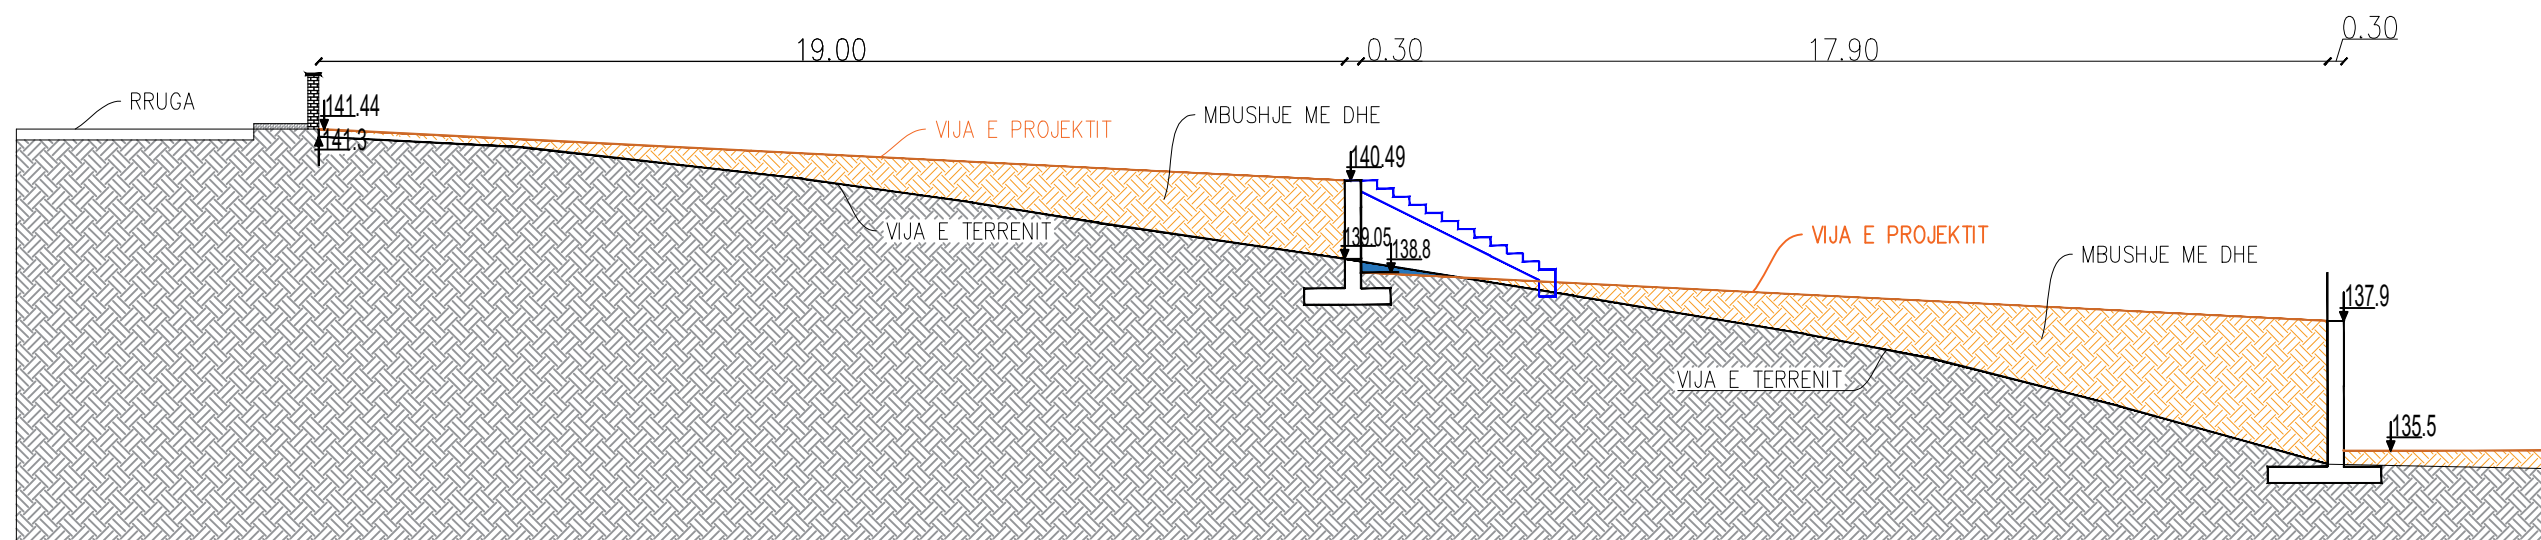 0.30
19.00
0.30
17.90
RRUGA
141.44
MBUSHJE ME DHE
VIJA E PROJEKTIT
141.3
140.49
VIJA E TERRENIT
139.05
138.8
VIJA E PROJEKTIT
MBUSHJE ME DHE
137.9
VIJA E TERRENIT
135.5